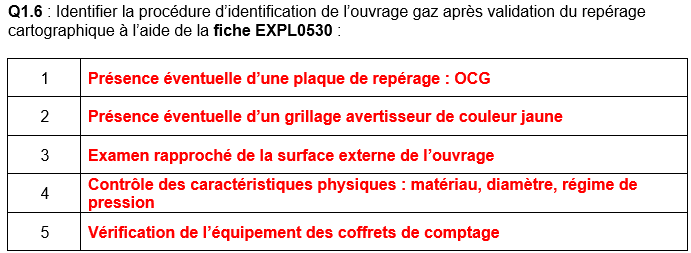 Q1.6 : Identifier la procédure d’identification de l’ouvrage gaz après validation du repérage
cartographique à l’aide de la fiche EXPL0530 :
1 Présence éventuelle d’une plaque de repérage : OCG
2 Présence éventuelle d’un grillage avertisseur de couleur jaune
3 Examen rapproché de la surface externe de l’ouvrage
4 Contrôle des caractéristiques physiques : matériau, diamètre, régime de
pression
5 Vérification de l’équipement des coffrets de comptage